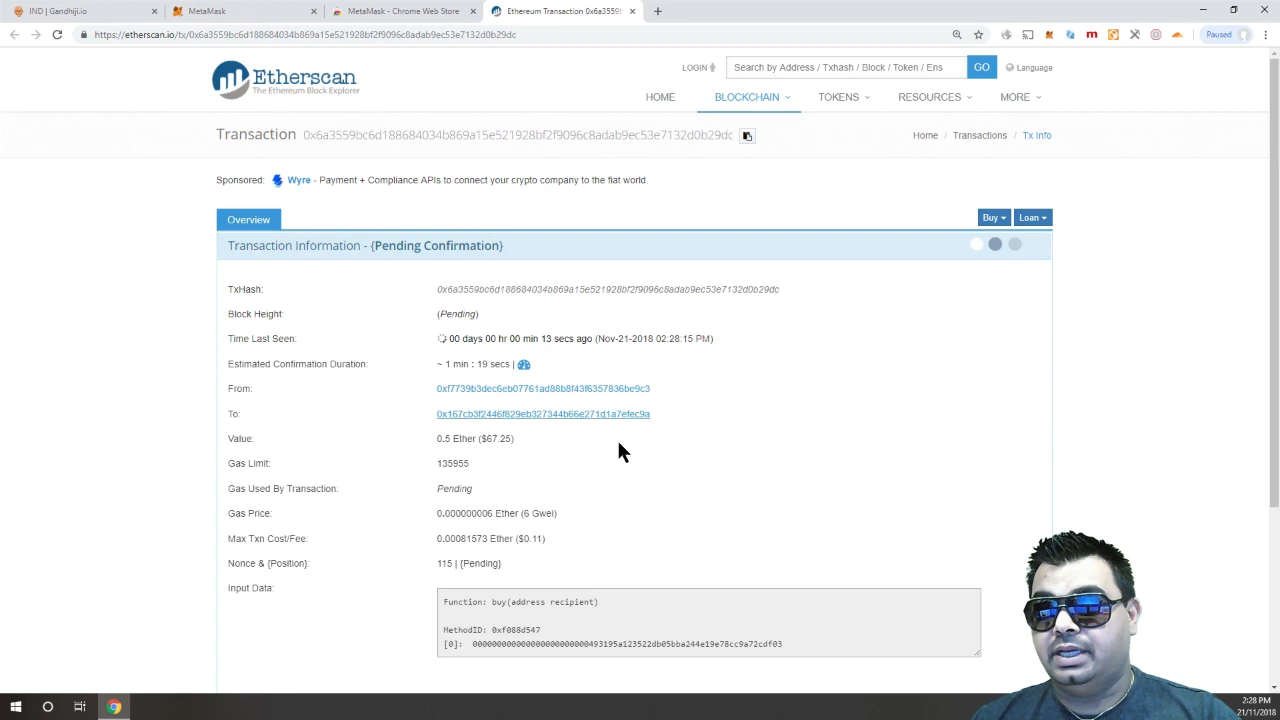 IND | Gandhiji.io
MetaMask
MetaMask - Chrome Web Store
Ethereum Transaction 0x6a3559b
https://etherscan.io/tx/0x6a3559bc6d188684034b869a15e521928bf2f9096c8adab9ec53e7132d0b29dc
Paused
Etherscan
The Ethereum Block Explorer
LOGIN
Search by Address / Txhash / Block / Token / Ens
GO
Language
HOME
BLOCKCHAIN
TOKENS
RESOURCES
MORE
Transaction 0x6a3559bc6d188684034b869a15e521928bf2f9096c8adab9ec53e7132d0b29dc
Home / Transactions / Tx Info
Sponsored: Wyre - Payment + Compliance APIs to connect your crypto company to the fiat world.
Overview
Buy
Loan
Transaction Information - {Pending Confirmation}
TxHash: 0x6a3559bc6d188684034b869a15e521928bf2f9096c8adab9ec53e7132d0b29dc
Block Height: (Pending)
Time Last Seen: 00 days 00 hr 00 min 13 secs ago (Nov-21-2018 02:28:15 PM)
Estimated Confirmation Duration: ~ 1 min : 19 secs |
From: 0xf7739b3dec6eb07761ad88b8f43f6357836be9c3
To: 0x167cb3f2446f829eb327344b66e271d1a7efec9a
Value: 0.5 Ether ($67.25)
Gas Limit: 135955
Gas Used By Transaction: Pending
Gas Price: 0.000000006 Ether (6 Gwei)
Max Txn Cost/Fee: 0.00081573 Ether ($0.11)
Nonce & {Position}: 115 | {Pending}
Input Data:
Function: buy(address recipient)
MethodID: 0xf088d547
[0]: 000000000000000000000000493195a123522db05bba244e19e78cc9a72cdf03
2:28 PM
21/11/2018